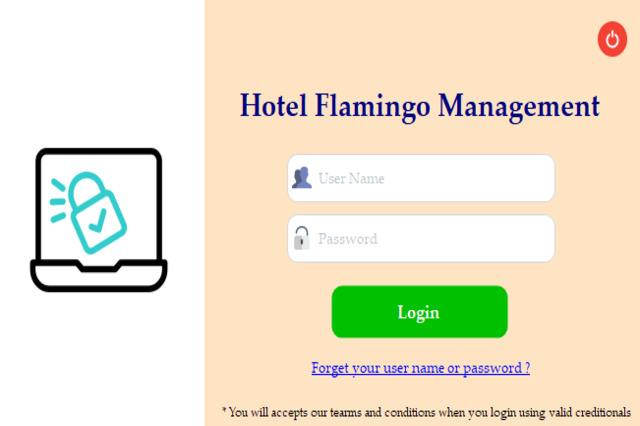 Hotel Flamingo Management
User Name
Password
Login
Forget your user name or password ?
* You will accepts our tearms and conditions when you login using valid creditionals